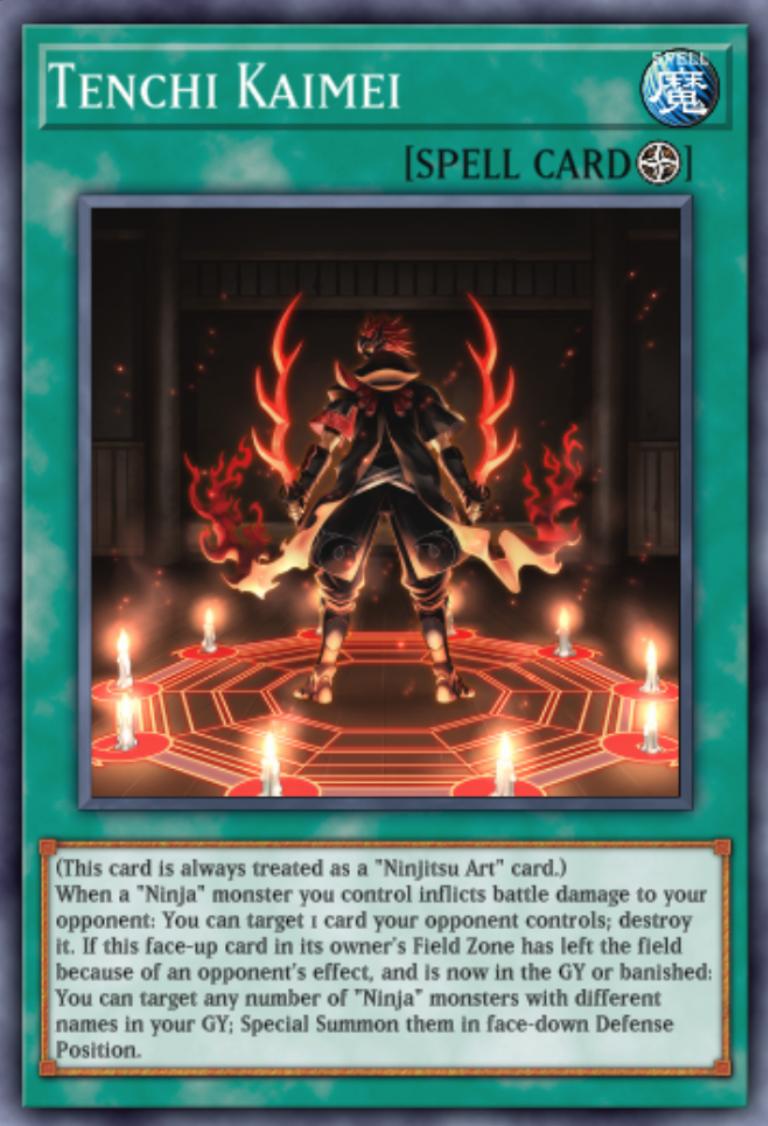 Tenchi Kaimei
SPELL
魔
[SPELL CARD]
(This card is always treated as a "Ninjitsu Art" card.)
When a "Ninja" monster you control inflicts battle damage to your
opponent: You can target 1 card your opponent controls; destroy
it. If this face-up card in its owner's Field Zone has left the field
because of an opponent's effect, and is now in the GY or banished:
You can target any number of "Ninja" monsters with different
names in your GY; Special Summon them in face-down Defense
Position.